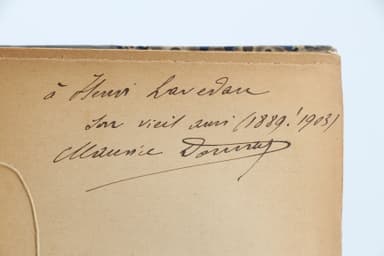 à Henri Lavedan
son vieil ami (1889! 1903)
Maurice Donnay